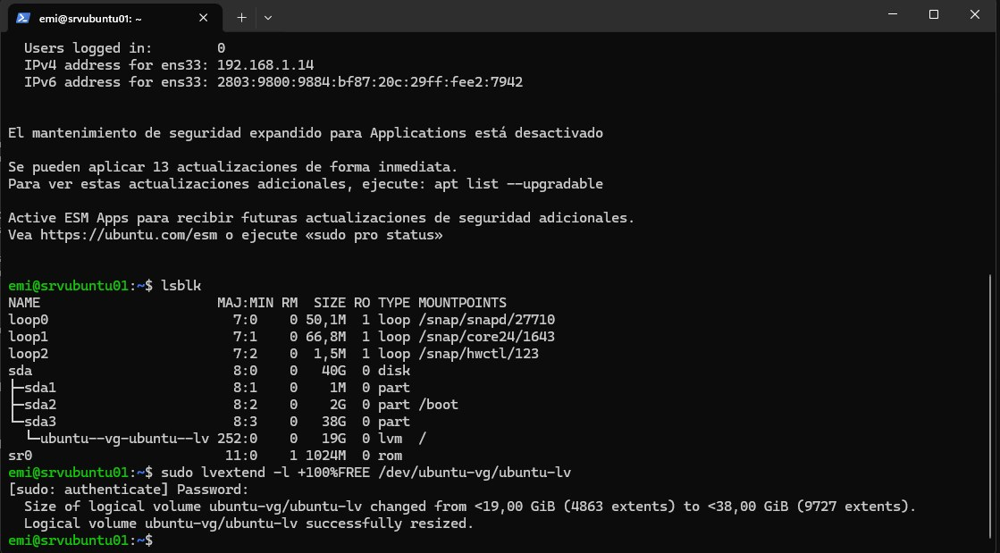 emi@srvubuntu01: ~
Users logged in:        0
IPv4 address for ens33: 192.168.1.14
IPv6 address for ens33: 2803:9800:9884:bf87:20c:29ff:fee2:7942
El mantenimiento de seguridad expandido para Applications está desactivado
Se pueden aplicar 13 actualizaciones de forma inmediata.
Para ver estas actualizaciones adicionales, ejecute: apt list --upgradable
Active ESM Apps para recibir futuras actualizaciones de seguridad adicionales.
Vea https://ubuntu.com/esm o ejecute «sudo pro status»
emi@srvubuntu01:~$ lsblk
NAME                      MAJ:MIN RM  SIZE RO TYPE MOUNTPOINTS
loop0                       7:0    0 50,1M  1 loop /snap/snapd/27710
loop1                       7:1    0 66,8M  1 loop /snap/core24/1643
loop2                       7:2    0  1,5M  1 loop /snap/hwctl/123
sda                         8:0    0   40G  0 disk
├─sda1                      8:1    0    1M  0 part
├─sda2                      8:2    0    2G  0 part /boot
└─sda3                      8:3    0   38G  0 part
  └─ubuntu--vg-ubuntu--lv 252:0    0   19G  0 lvm  /
sr0                        11:0    1 1024M  0 rom
emi@srvubuntu01:~$ sudo lvextend -l +100%FREE /dev/ubuntu-vg/ubuntu-lv
[sudo: authenticate] Password:
  Size of logical volume ubuntu-vg/ubuntu-lv changed from <19,00 GiB (4863 extents) to <38,00 GiB (9727 extents).
  Logical volume ubuntu-vg/ubuntu-lv successfully resized.
emi@srvubuntu01:~$